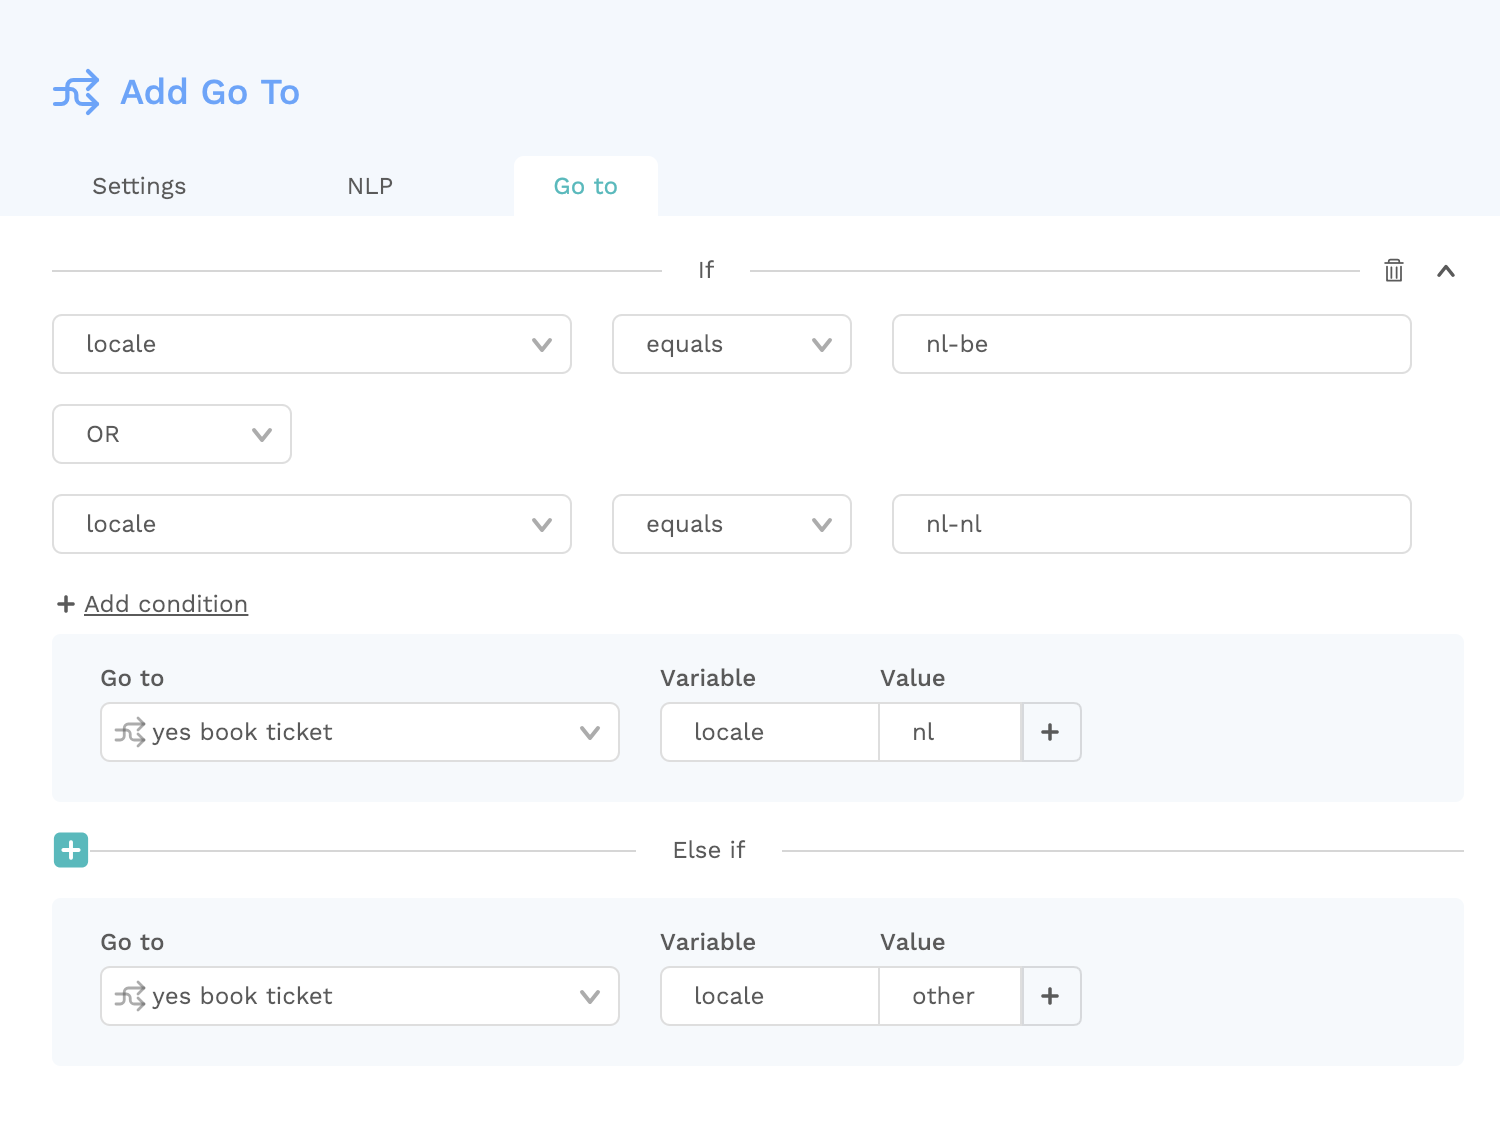 Add Go To
Settings NLP Go to
If
locale equals nl-be
OR
locale equals nl-nl
+ Add condition
Go to Variable Value
yes book ticket locale nl +
+ Else if
Go to Variable Value
yes book ticket locale other +